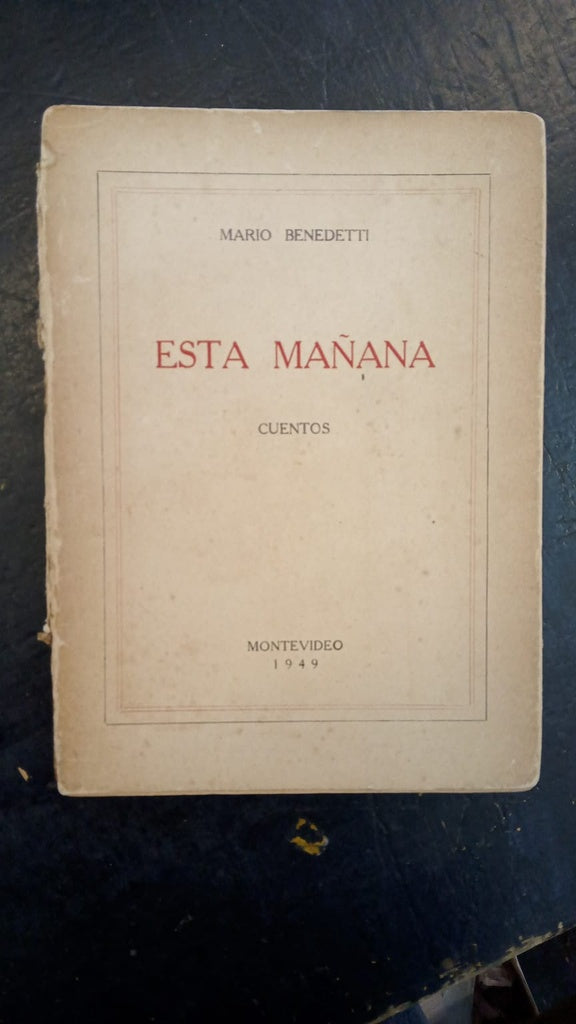 MARIO BENEDETTI
ESTA MAÑANA
CUENTOS
MONTEVIDEO
1949